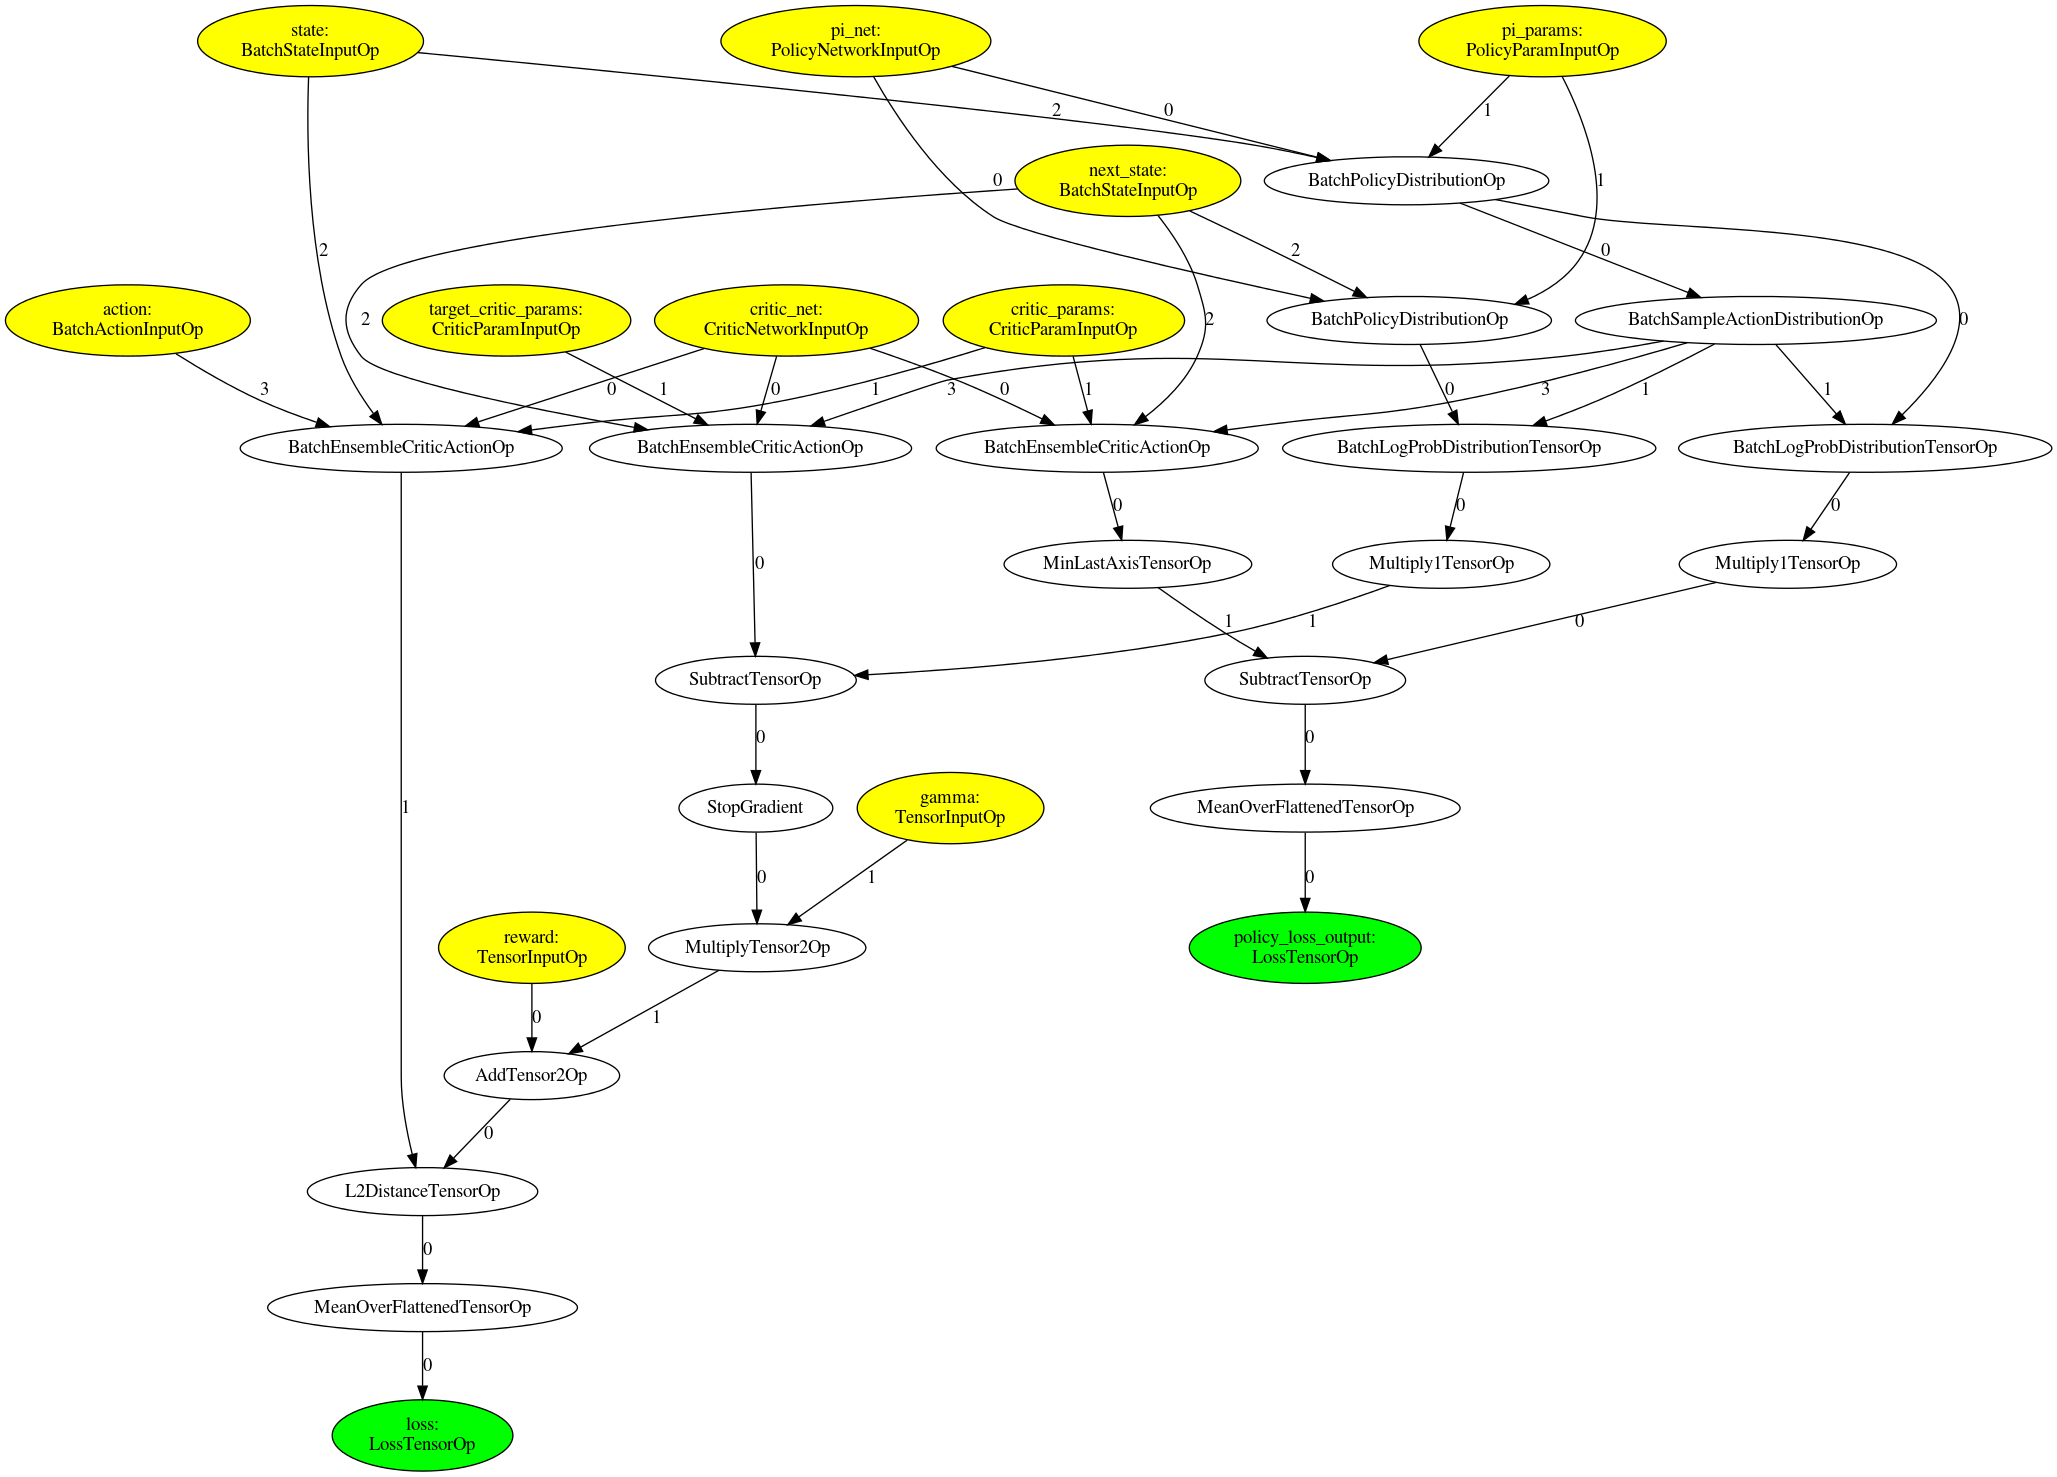 state:
BatchStateInputOp
pi_net:
PolicyNetworkInputOp
pi_params:
PolicyParamInputOp
2
0
1
next_state:
BatchStateInputOp
BatchPolicyDistributionOp
0
1
2
2
0
action:
BatchActionInputOp
2
target_critic_params:
CriticParamInputOp
critic_net:
CriticNetworkInputOp
critic_params:
CriticParamInputOp
2
BatchPolicyDistributionOp
BatchSampleActionDistributionOp
0
3
0
1
0
1
3
0
1
0
3
1
1
BatchEnsembleCriticActionOp
BatchEnsembleCriticActionOp
BatchEnsembleCriticActionOp
BatchLogProbDistributionTensorOp
BatchLogProbDistributionTensorOp
0
0
0
0
MinLastAxisTensorOp
Multiply1TensorOp
Multiply1TensorOp
1
1
0
SubtractTensorOp
SubtractTensorOp
0
0
1
StopGradient
gamma:
TensorInputOp
MeanOverFlattenedTensorOp
0
1
0
reward:
TensorInputOp
MultiplyTensor2Op
policy_loss_output:
LossTensorOp
0
1
AddTensor2Op
0
L2DistanceTensorOp
0
MeanOverFlattenedTensorOp
0
loss:
LossTensorOp